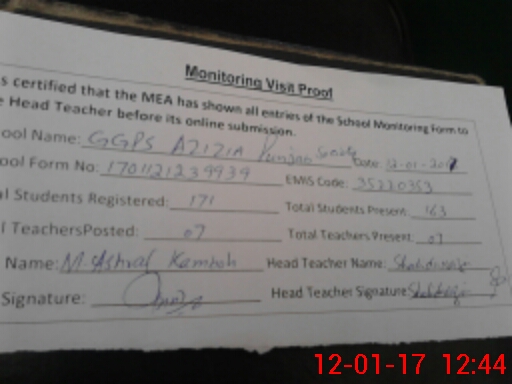 Monitoring Visit Proof
s certified that the MEA has shown all entries of the School Monitoring Form to
e Head Teacher before its online submission.
ool Name: GGPS AZIZIA Date: 12-01-2017
ool Form No: 1701121239939 EMIS Code: 35220353
al Students Registered: 171 Total Students Present: 163
l TeachersPosted: 07 Total Teachers Present: 07
Name: M. Ashraf Head Teacher Name:
Signature: Head Teacher Signature
12-01-17 12:44